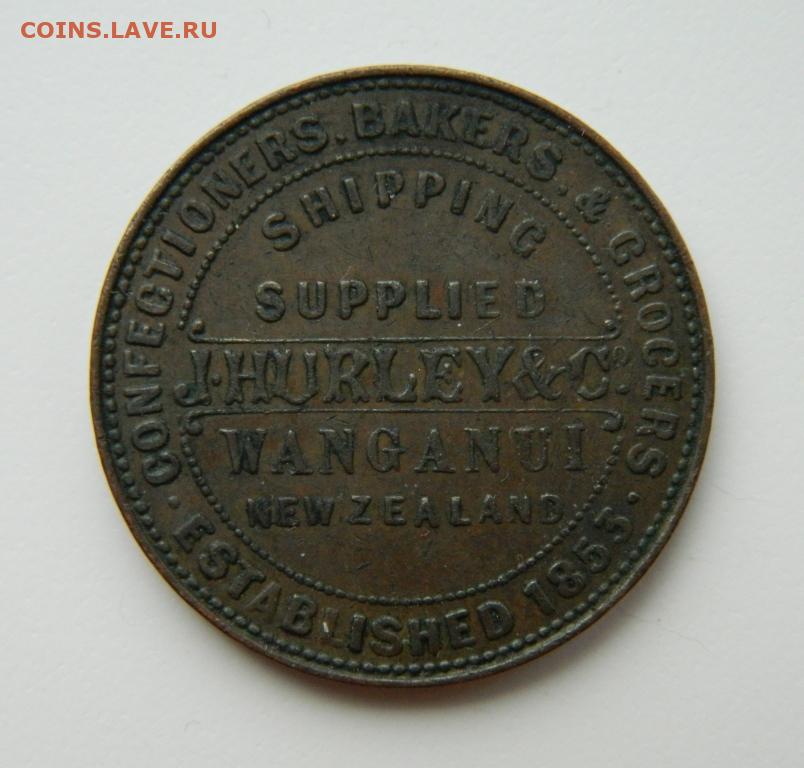 COINS.LAVE.RU
CONFECTIONERS. BAKERS. & GROCERS.
SHIPPING
SUPPLIED
J. HURLEY & Co.
WANGANUI
NEW ZEALAND
ESTABLISHED 1853.